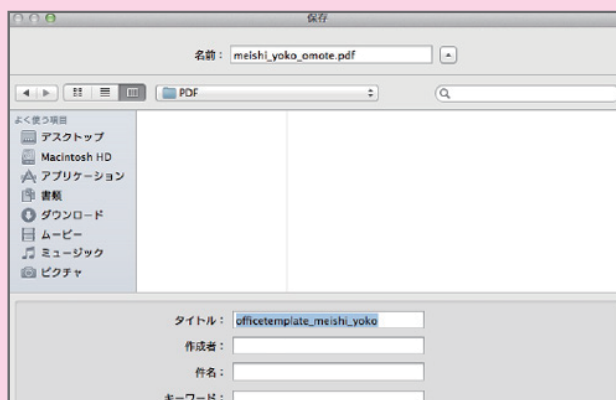 保存
名前： meishi_yoko_omote.pdf
PDF
よく使う項目
デスクトップ
Macintosh HD
アプリケーション
書類
ダウンロード
ムービー
ミュージック
ピクチャ
タイトル： officetemplate_meishi_yoko
作成者：
件名：
キーワード：